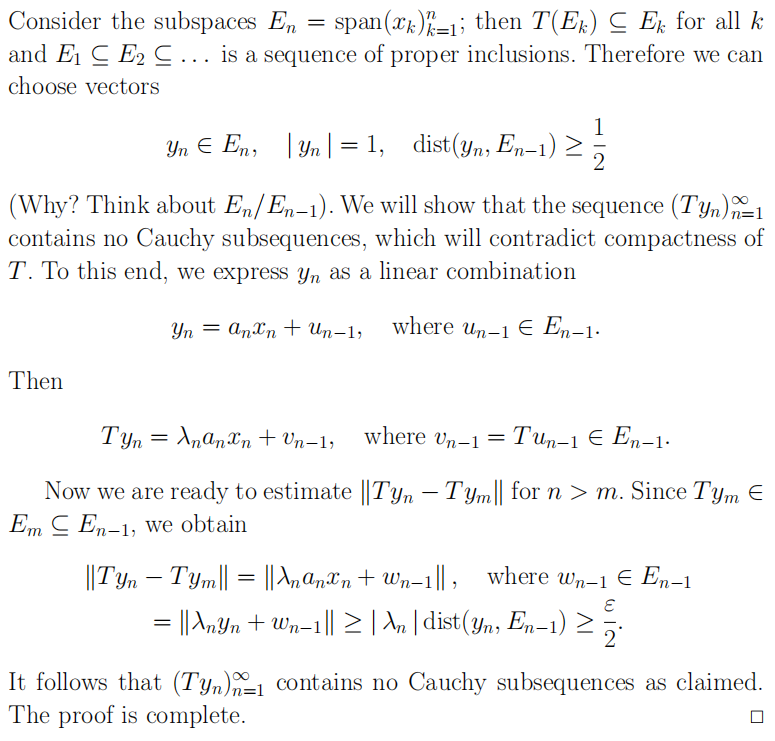 Consider the subspaces $E_n = \operatorname{span}(x_k)_{k=1}^n$; then $T(E_k) \subseteq E_k$ for all $k$
and $E_1 \subseteq E_2 \subseteq \ldots$ is a sequence of proper inclusions. Therefore we can
choose vectors
$y_n \in E_n, \quad |y_n| = 1, \quad \operatorname{dist}(y_n, E_{n-1}) \geq \frac{1}{2}$
(Why? Think about $E_n/E_{n-1}$). We will show that the sequence $(Ty_n)_{n=1}^\infty$
contains no Cauchy subsequences, which will contradict compactness of
$T$. To this end, we express $y_n$ as a linear combination
$y_n = a_n x_n + u_{n-1}, \quad \text{where } u_{n-1} \in E_{n-1}.$
Then
$Ty_n = \lambda_n a_n x_n + v_{n-1}, \quad \text{where } v_{n-1} = Tu_{n-1} \in E_{n-1}.$
Now we are ready to estimate $\|Ty_n - Ty_m\|$ for $n > m$. Since $Ty_m \in$
$E_m \subseteq E_{n-1}$, we obtain
$\|Ty_n - Ty_m\| = \|\lambda_n a_n x_n + w_{n-1}\|, \quad \text{where } w_{n-1} \in E_{n-1}$
$= \|\lambda_n y_n + w_{n-1}\| \geq |\lambda_n| \operatorname{dist}(y_n, E_{n-1}) \geq \frac{\varepsilon}{2}.$
It follows that $(Ty_n)_{n=1}^\infty$ contains no Cauchy subsequences as claimed.
The proof is complete. □